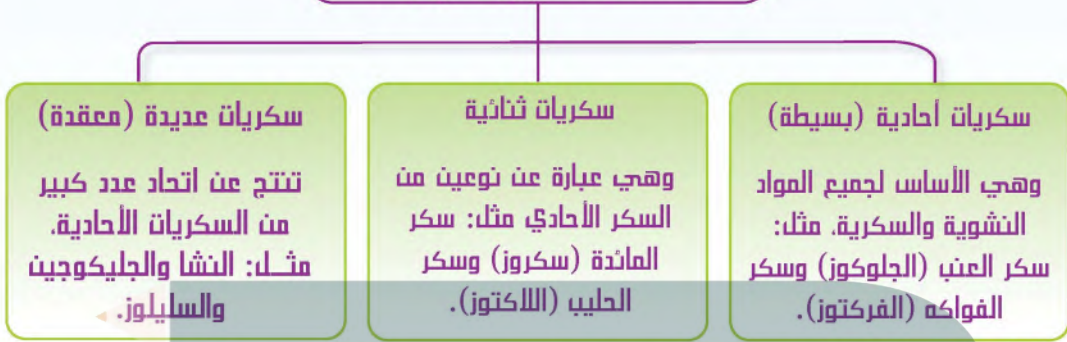 سكريات أحادية (بسيطة)
وهي الأساس لجميع المواد
النشوية والسكرية، مثل:
سكر العنب (الجلوكوز) وسكر
الفواكه (الفركتوز).
سكريات ثنائية
وهي عبارة عن نوعين من
السكر الأحادي مثل: سكر
المائدة (سكروز) وسكر
الحليب (اللاكتوز).
سكريات عديدة (معقدة)
تنتج عن اتحاد عدد كبير
من السكريات الأحادية،
مثــل: النشا والجليكوجين
والسليلوز.